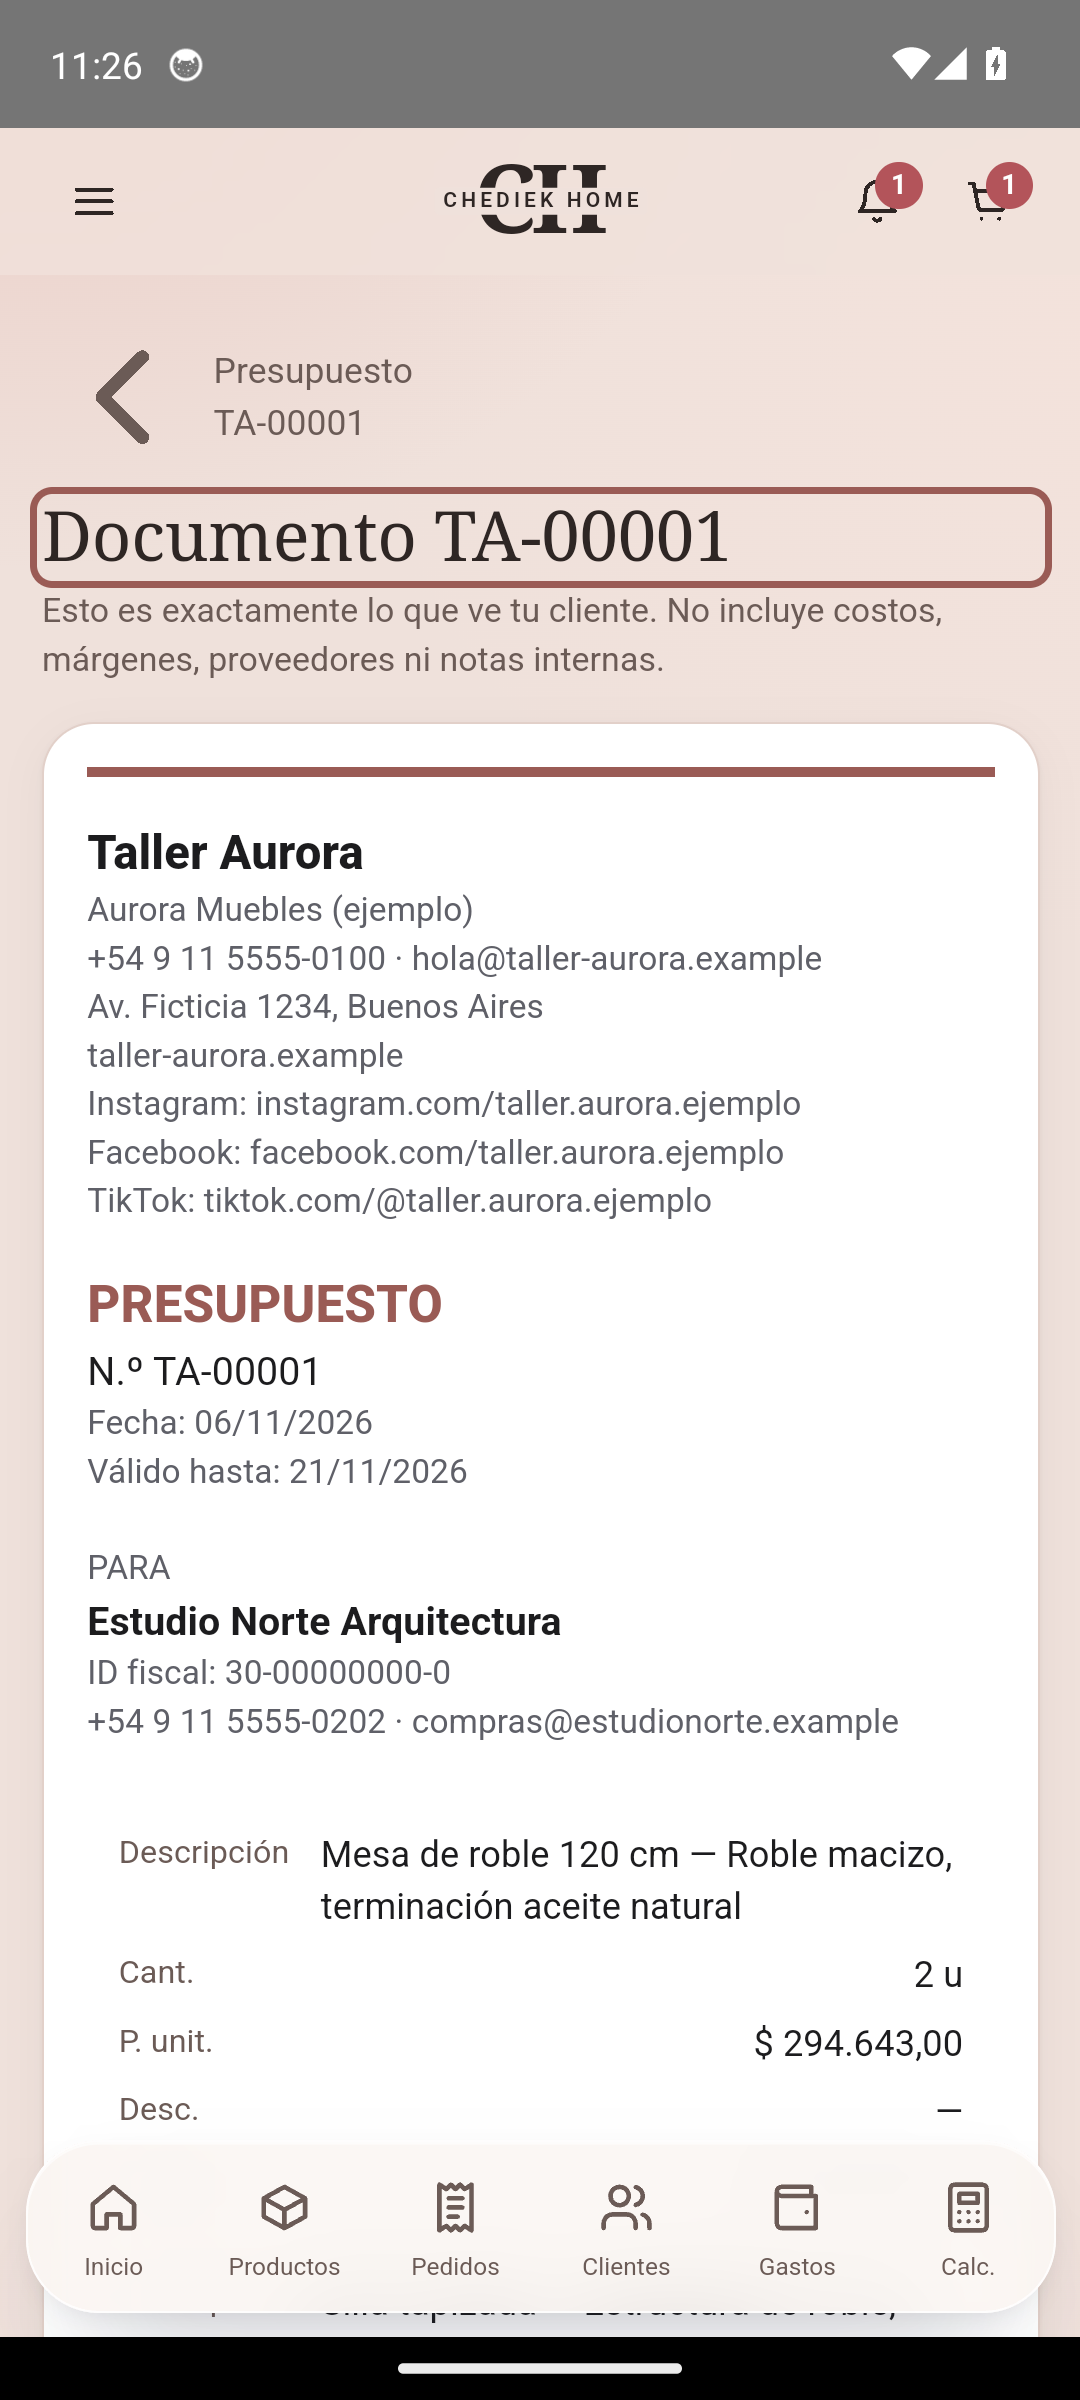 11:26
CH
CHEDIEK HOME
1
1
Presupuesto
TA-00001
Documento TA-00001
Esto es exactamente lo que ve tu cliente. No incluye costos,
márgenes, proveedores ni notas internas.
Taller Aurora
Aurora Muebles (ejemplo)
+54 9 11 5555-0100 · hola@taller-aurora.example
Av. Ficticia 1234, Buenos Aires
taller-aurora.example
Instagram: instagram.com/taller.aurora.ejemplo
Facebook: facebook.com/taller.aurora.ejemplo
TikTok: tiktok.com/@taller.aurora.ejemplo
PRESUPUESTO
N.º TA-00001
Fecha: 06/11/2026
Válido hasta: 21/11/2026
PARA
Estudio Norte Arquitectura
ID fiscal: 30-00000000-0
+54 9 11 5555-0202 · compras@estudionorte.example
Descripción Mesa de roble 120 cm — Roble macizo,
terminación aceite natural
Cant. 2 u
P. unit. $ 294.643,00
Desc. —
Inicio Productos Pedidos Clientes Gastos Calc.